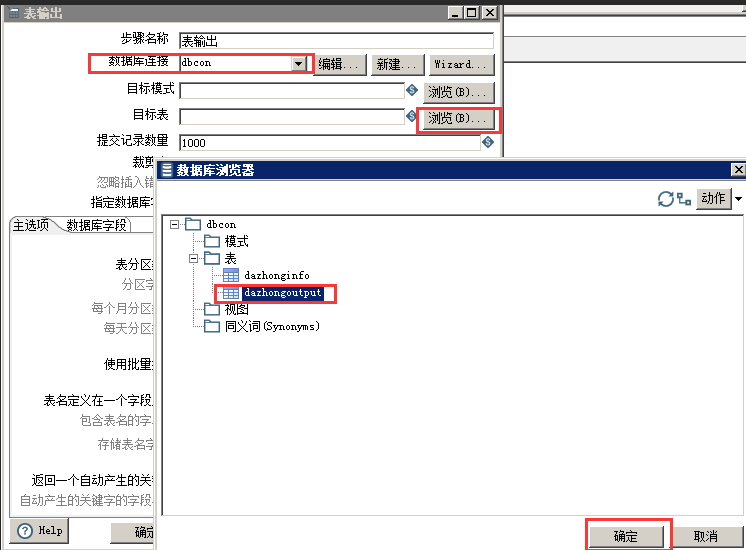 表输出
步骤名称 表输出
数据库连接 dbcon 编辑... 新建... Wizard...
目标模式 浏览(B)...
目标表 浏览(B)...
提交记录数量 1000
裁剪
忽略插入错
指定数据库字
主选项 数据库字段
表分区数
分区字
每个月分区数
每天分区数
使用批量插
表名定义在一个字段
包含表名的字
存储表名字
返回一个自动产生的关
自动产生的关键字的字段
Help 确定
数据库浏览器
动作
dbcon
模式
表
dazhonginfo
dazhongoutput
视图
同义词(Synonyms)
确定 取消